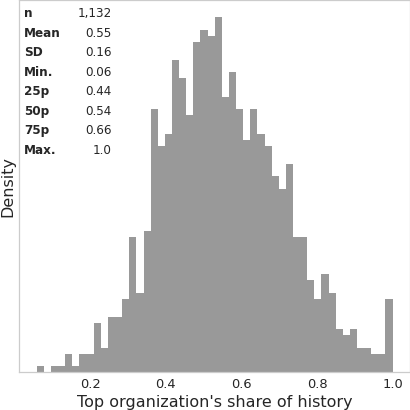 n 1,132
Mean 0.55
SD 0.16
Min. 0.06
25p 0.44
50p 0.54
75p 0.66
Max. 1.0
Density
0.2 0.4 0.6 0.8 1.0
Top organization's share of history